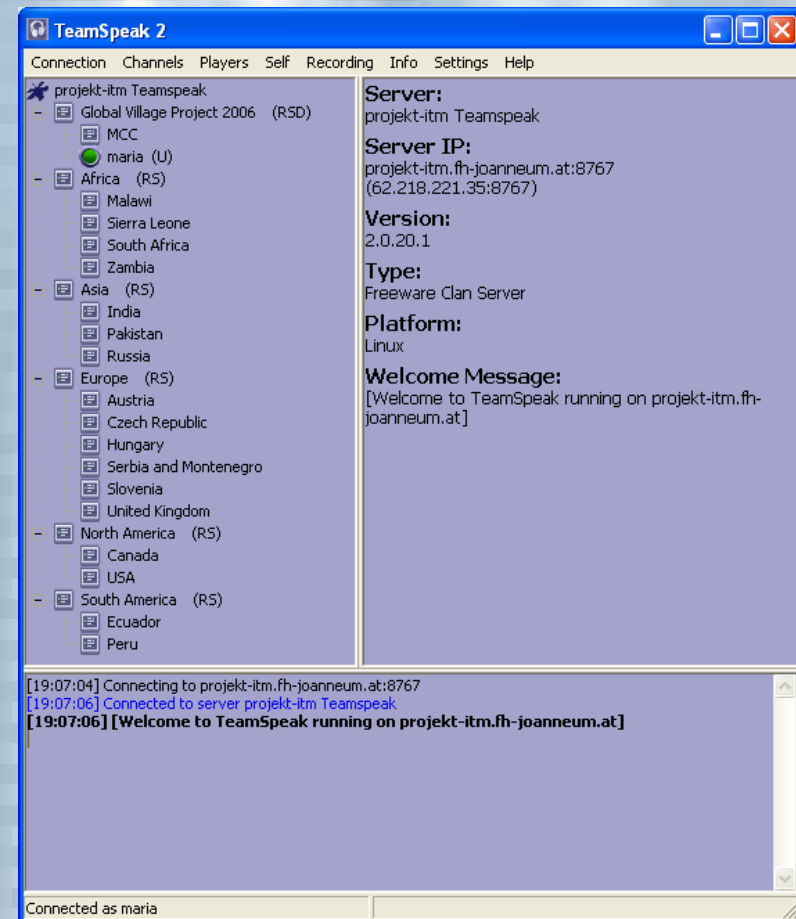 TeamSpeak 2
Connection Channels Players Self Recording Info Settings Help
projekt-itm Teamspeak
Global Village Project 2006 (RSD)
MCC
maria (U)
Africa (RS)
Malawi
Sierra Leone
South Africa
Zambia
Asia (RS)
India
Pakistan
Russia
Europe (RS)
Austria
Czech Republic
Hungary
Serbia and Montenegro
Slovenia
United Kingdom
North America (RS)
Canada
USA
South America (RS)
Ecuador
Peru
Server:
projekt-itm Teamspeak
Server IP:
projekt-itm.fh-joanneum.at:8767
(62.218.221.35:8767)
Version:
2.0.20.1
Type:
Freeware Clan Server
Platform:
Linux
Welcome Message:
[Welcome to TeamSpeak running on projekt-itm.fh-
joanneum.at]
[19:07:04] Connecting to projekt-itm.fh-joanneum.at:8767
[19:07:06] Connected to server projekt-itm Teamspeak
[19:07:06] [Welcome to TeamSpeak running on projekt-itm.fh-joanneum.at]
Connected as maria